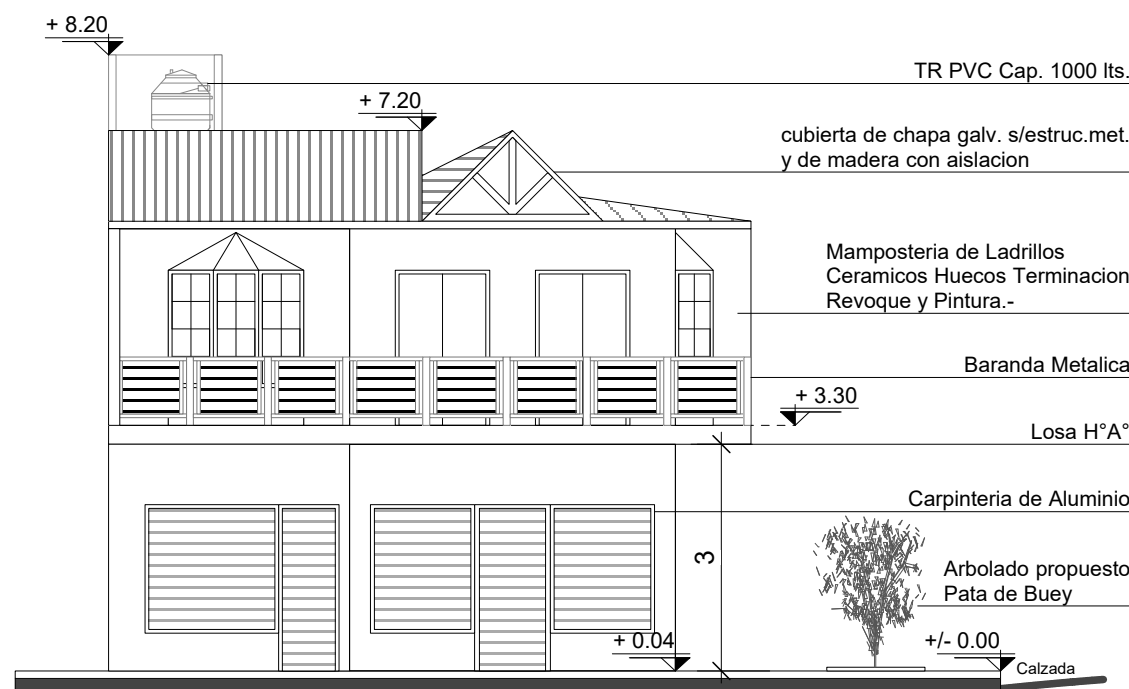 + 8.20
TR PVC Cap. 1000 lts.
+ 7.20
cubierta de chapa galv. s/estruc.met.
y de madera con aislacion
Mamposteria de Ladrillos
Ceramicos Huecos Terminacion
Revoque y Pintura.-
Baranda Metalica
+ 3.30
Losa H°A°
Carpinteria de Aluminio
3
Arbolado propuesto
Pata de Buey
+ 0.04
+/- 0.00
Calzada